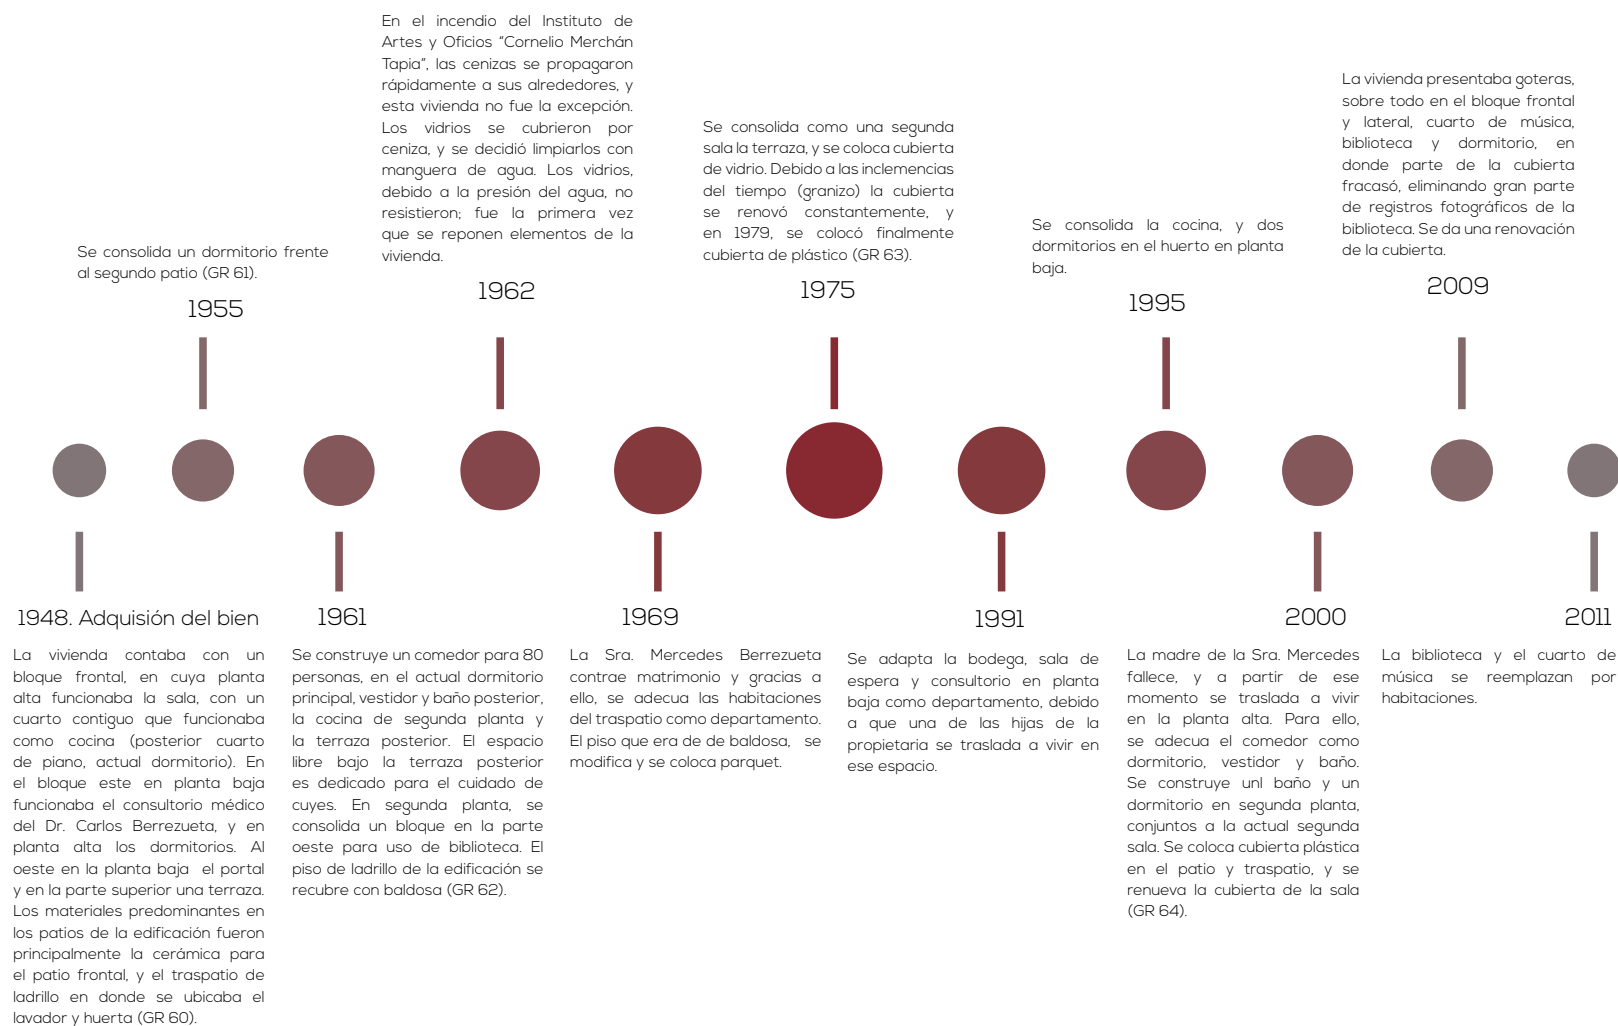 En el incendio del Instituto de
Artes y Oficios “Cornelio Merchán
Tapia”, las cenizas se propagaron
rápidamente a sus alrededores, y
esta vivienda no fue la excepción.
Los vidrios se cubrieron por
ceniza, y se decidió limpiarlos con
manguera de agua. Los vidrios,
debido a la presión del agua, no
resistieron; fue la primera vez
que se reponen elementos de la
vivienda.
La vivienda presentaba goteras,
sobre todo en el bloque frontal
y lateral, cuarto de música,
biblioteca y dormitorio, en
donde parte de la cubierta
fracasó, eliminando gran parte
de registros fotográficos de la
biblioteca. Se da una renovación
de la cubierta.
Se consolida como una segunda
sala la terraza, y se coloca cubierta
de vidrio. Debido a las inclemencias
del tiempo (granizo) la cubierta
se renovó constantemente, y
en 1979, se colocó finalmente
cubierta de plástico (GR 63).
Se consolida la cocina, y dos
dormitorios en el huerto en planta
baja.
Se consolida un dormitorio frente
al segundo patio (GR 61).
1955
1962
1975
1995
2009
1948. Adquisión del bien
La vivienda contaba con un
bloque frontal, en cuya planta
alta funcionaba la sala, con un
cuarto contiguo que funcionaba
como cocina (posterior cuarto
de piano, actual dormitorio). En
el bloque este en planta baja
funcionaba el consultorio médico
del Dr. Carlos Berrezueta, y en
planta alta los dormitorios. Al
oeste en la planta baja el portal
y en la parte superior una terraza.
Los materiales predominantes en
los patios de la edificación fueron
principalmente la cerámica para
el patio frontal, y el traspatio de
ladrillo en donde se ubicaba el
lavador y huerta (GR 60).
1961
Se construye un comedor para 80
personas, en el actual dormitorio
principal, vestidor y baño posterior,
la cocina de segunda planta y
la terraza posterior. El espacio
libre bajo la terraza posterior
es dedicado para el cuidado de
cuyes. En segunda planta, se
consolida un bloque en la parte
oeste para uso de biblioteca. El
piso de ladrillo de la edificación se
recubre con baldosa (GR 62).
1969
La Sra. Mercedes Berrezueta
contrae matrimonio y gracias a
ello, se adecua las habitaciones
del traspatio como departamento.
El piso que era de de baldosa, se
modifica y se coloca parquet.
1991
Se adapta la bodega, sala de
espera y consultorio en planta
baja como departamento, debido
a que una de las hijas de la
propietaria se traslada a vivir en
ese espacio.
2000
La madre de la Sra. Mercedes
fallece, y a partir de ese
momento se traslada a vivir
en la planta alta. Para ello,
se adecua el comedor como
dormitorio, vestidor y baño.
Se construye unl baño y un
dormitorio en segunda planta,
conjuntos a la actual segunda
sala. Se coloca cubierta plástica
en el patio y traspatio, y se
renueva la cubierta de la sala
(GR 64).
2011
La biblioteca y el cuarto de
música se reemplazan por
habitaciones.